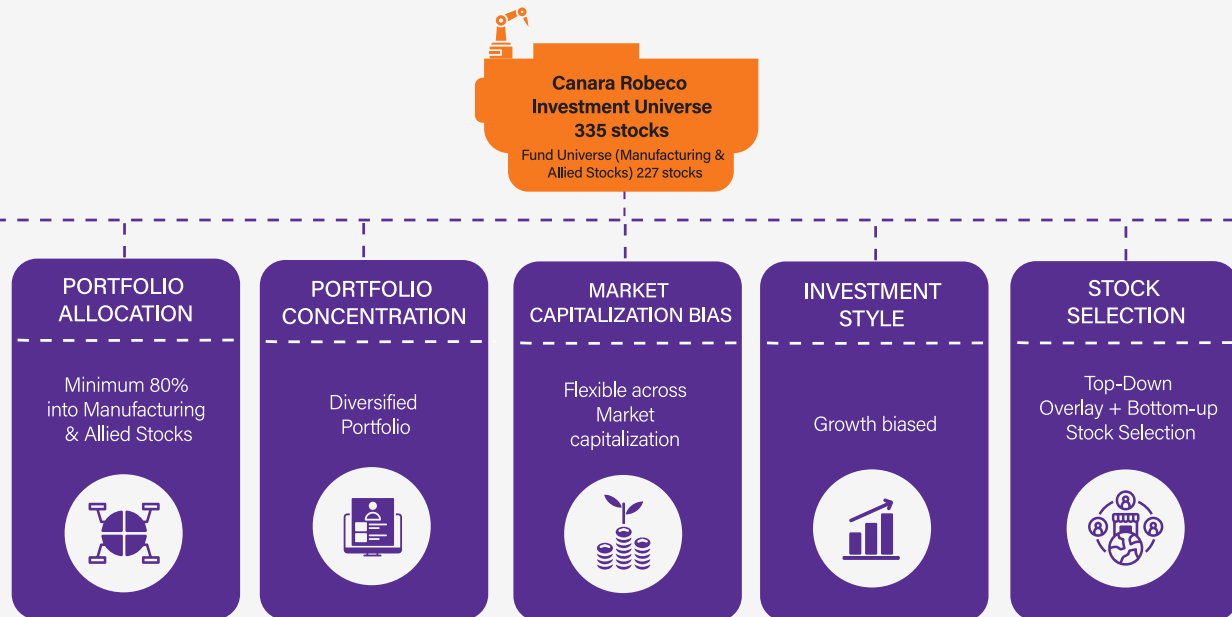 Canara Robeco
Investment Universe
335 stocks
Fund Universe (Manufacturing &
Allied Stocks) 227 stocks
PORTFOLIO
ALLOCATION
Minimum 80%
into Manufacturing
& Allied Stocks
PORTFOLIO
CONCENTRATION
Diversified
Portfolio
MARKET
CAPITALIZATION BIAS
Flexible across
Market
capitalization
INVESTMENT
STYLE
Growth biased
STOCK
SELECTION
Top-Down
Overlay + Bottom-up
Stock Selection